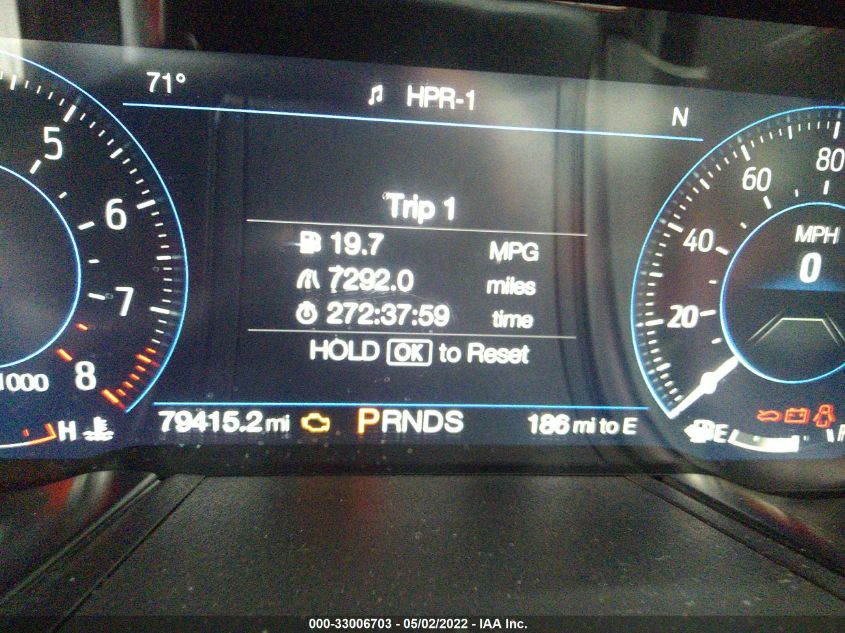 71°
HPR-1
N
5
6
7
8
1000
H
Trip 1
19.7 MPG
7292.0 miles
272:37:59 time
HOLD OK to Reset
79415.2 mi
PRNDS
186 mi to E
80
60
40
20
MPH
0
E
000-33006703 - 05/02/2022 - IAA Inc.